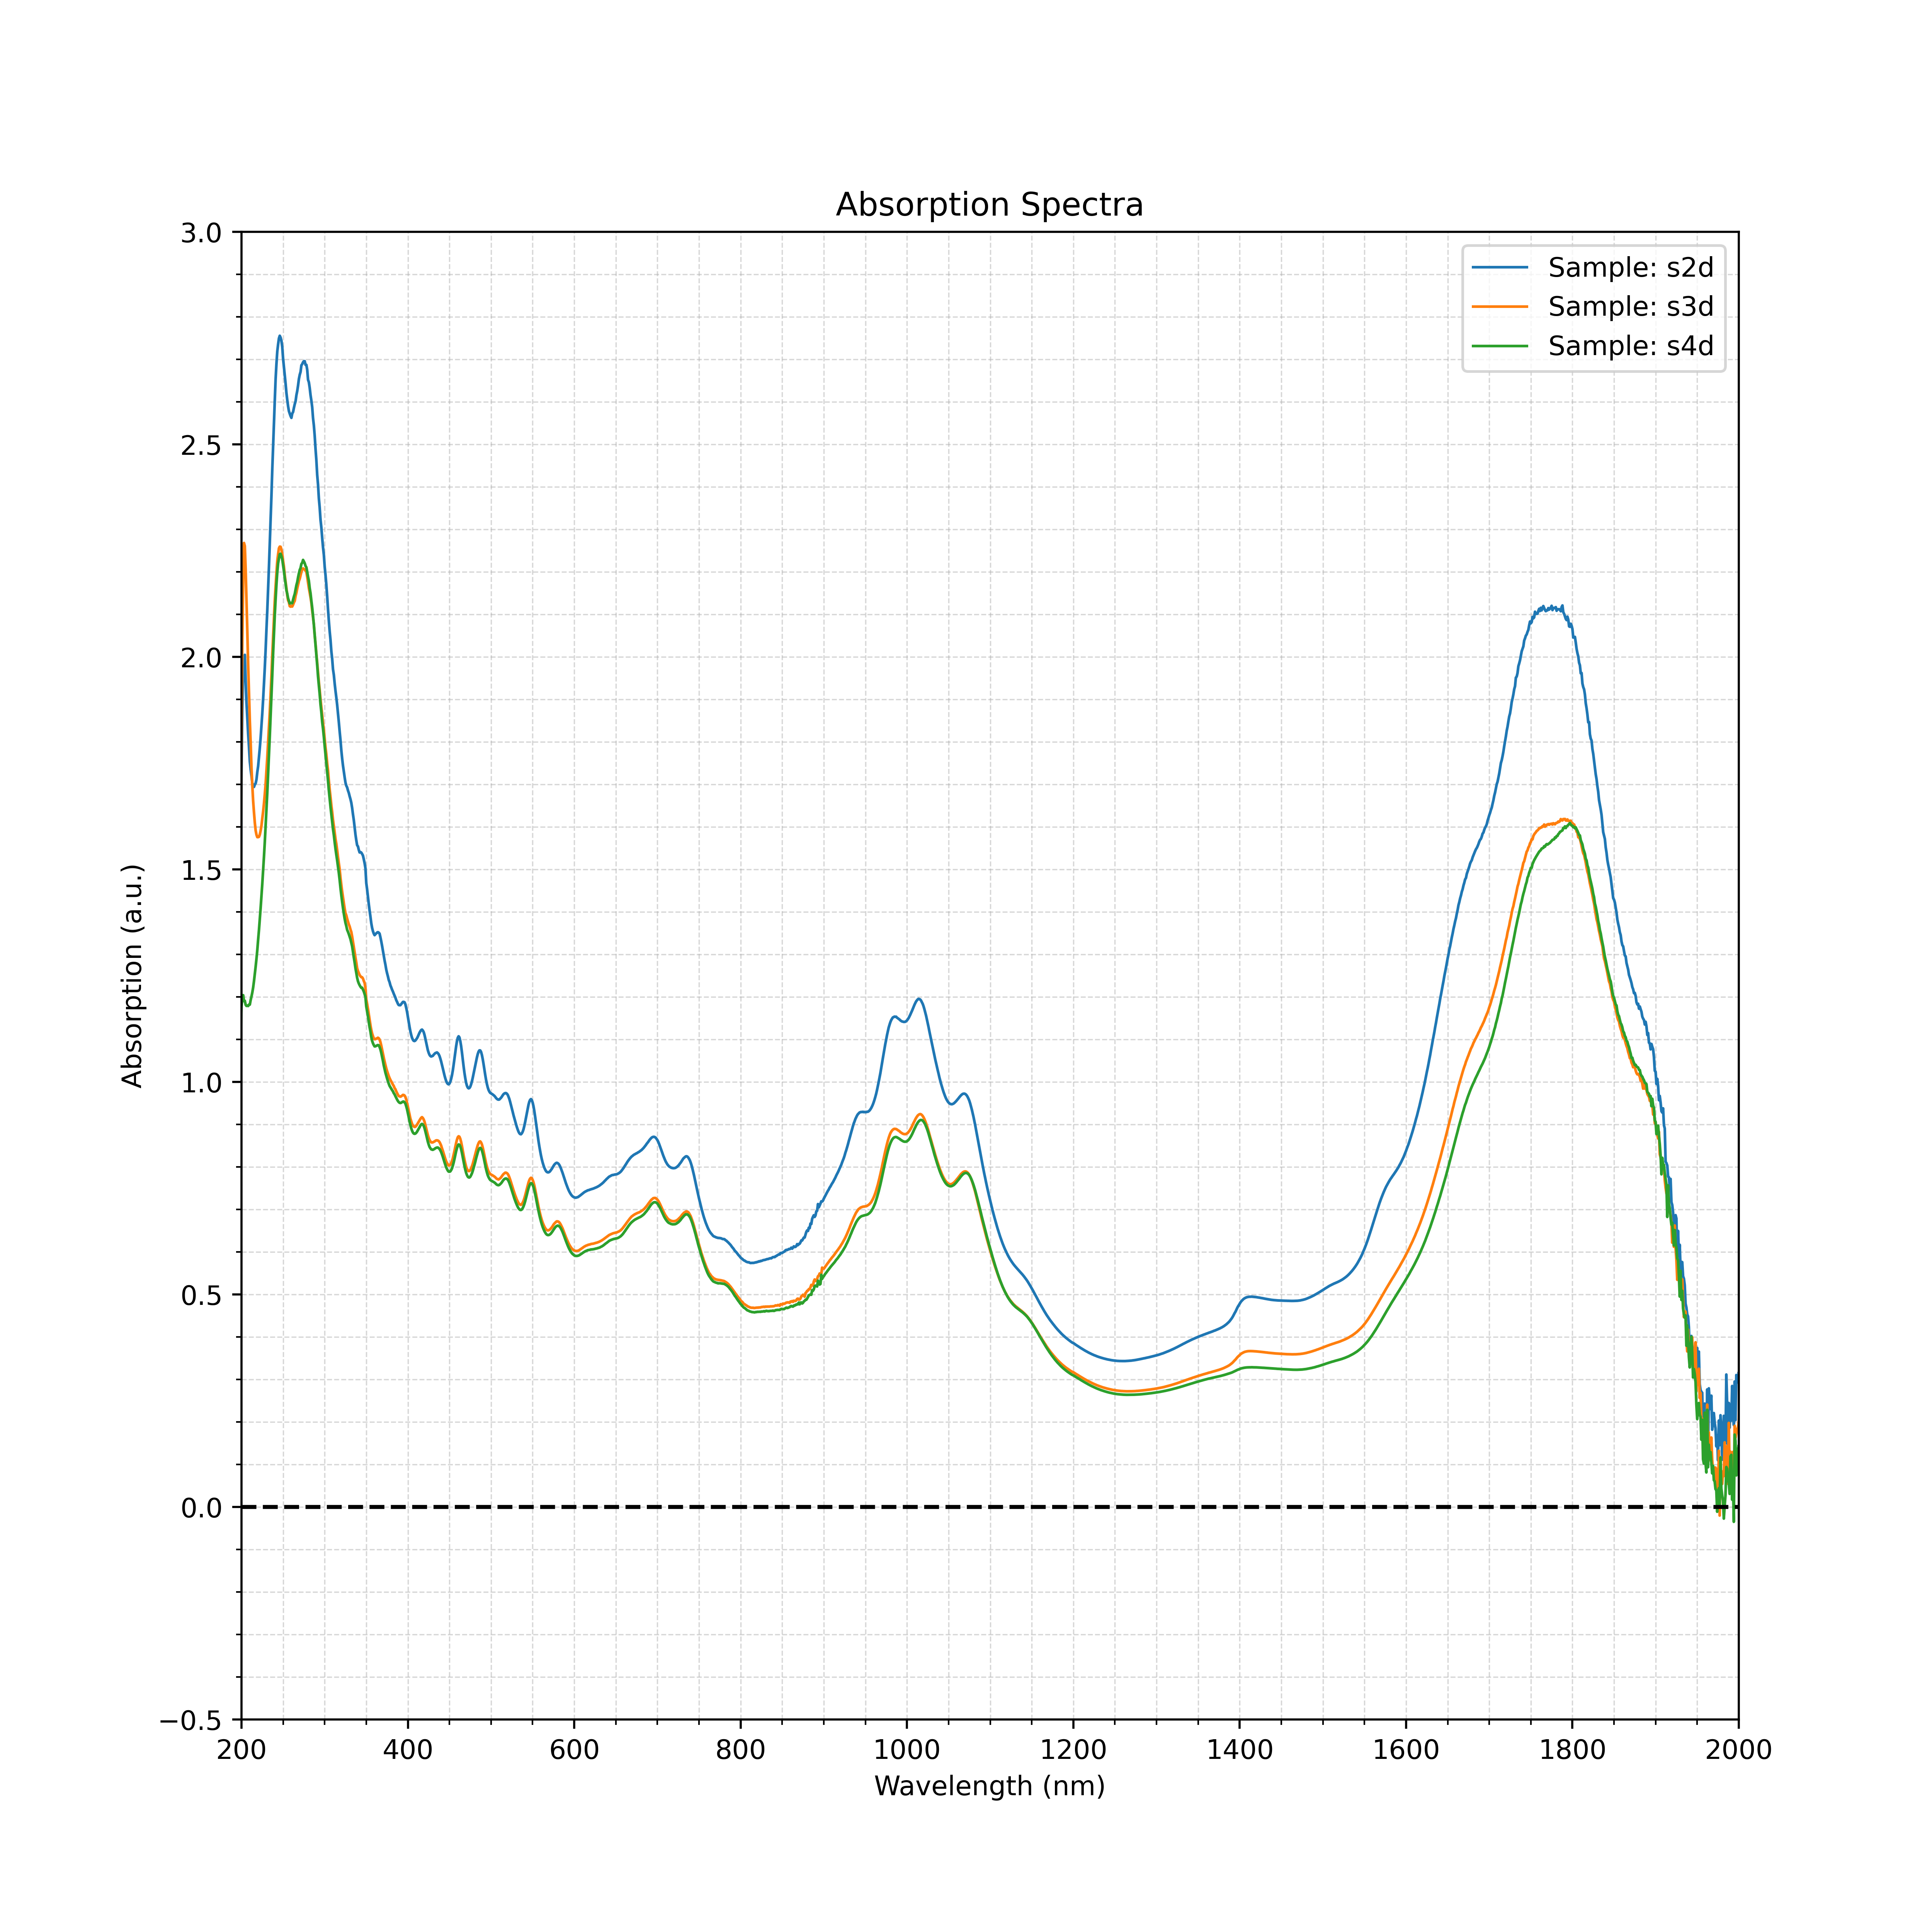 Absorption Spectra
3.0
2.5
2.0
1.5
1.0
0.5
0.0
−0.5
Absorption (a.u.)
Sample: s2d
Sample: s3d
Sample: s4d
200 400 600 800 1000 1200 1400 1600 1800 2000
Wavelength (nm)